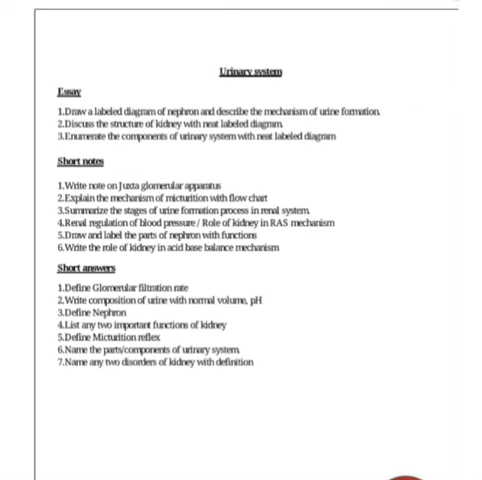 Urinary system
Essay
1.Draw a labeled diagram of nephron and describe the mechanism of urine formation.
2.Discuss the structure of kidney with neat labeled diagram.
3.Enumerate the components of urinary system with neat labeled diagram
Short notes
1.Write note on Juxta glomerular apparatus
2.Explain the mechanism of micturition with flow chart
3.Summarize the stages of urine formation process in renal system.
4.Renal regulation of blood pressure / Role of kidney in RAS mechanism
5.Draw and label the parts of nephron with functions
6.Write the role of kidney in acid base balance mechanism
Short answers
1.Define Glomerular filtration rate
2.Write composition of urine with normal volume, pH
3.Define Nephron
4.List any two important functions of kidney
5.Define Micturition reflex
6.Name the parts/components of urinary system.
7.Name any two disorders of kidney with definition